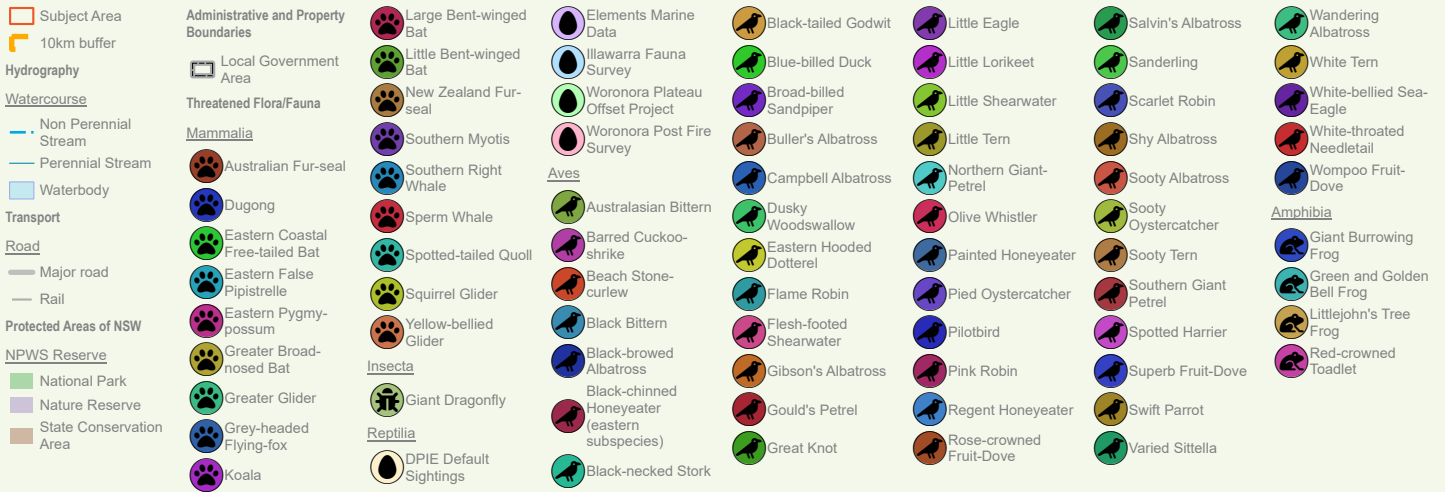 Subject Area
10km buffer
Hydrography
Watercourse
Non Perennial
Stream
Perennial Stream
Waterbody
Transport
Road
Major road
Rail
Protected Areas of NSW
NPWS Reserve
National Park
Nature Reserve
State Conservation
Area
Administrative and Property
Boundaries
Local Government
Area
Threatened Flora/Fauna
Mammalia
Australian Fur-seal
Dugong
Eastern Coastal
Free-tailed Bat
Eastern False
Pipistrelle
Eastern Pygmy-
possum
Greater Broad-
nosed Bat
Greater Glider
Grey-headed
Flying-fox
Koala
Large Bent-winged
Bat
Little Bent-winged
Bat
New Zealand Fur-
seal
Southern Myotis
Southern Right
Whale
Sperm Whale
Spotted-tailed Quoll
Squirrel Glider
Yellow-bellied
Glider
Insecta
Giant Dragonfly
Reptilia
DPIE Default
Sightings
Elements Marine
Data
Illawarra Fauna
Survey
Woronora Plateau
Offset Project
Woronora Post Fire
Survey
Aves
Australasian Bittern
Barred Cuckoo-
shrike
Beach Stone-
curlew
Black Bittern
Black-browed
Albatross
Black-chinned
Honeyeater
(eastern
subspecies)
Black-necked Stork
Black-tailed Godwit
Blue-billed Duck
Broad-billed
Sandpiper
Buller's Albatross
Campbell Albatross
Dusky
Woodswallow
Eastern Hooded
Dotterel
Flame Robin
Flesh-footed
Shearwater
Gibson's Albatross
Gould's Petrel
Great Knot
Little Eagle
Little Lorikeet
Little Shearwater
Little Tern
Northern Giant-
Petrel
Olive Whistler
Painted Honeyeater
Pied Oystercatcher
Pilotbird
Pink Robin
Regent Honeyeater
Rose-crowned
Fruit-Dove
Salvin's Albatross
Sanderling
Scarlet Robin
Shy Albatross
Sooty Albatross
Sooty
Oystercatcher
Sooty Tern
Southern Giant
Petrel
Spotted Harrier
Superb Fruit-Dove
Swift Parrot
Varied Sittella
Wandering
Albatross
White Tern
White-bellied Sea-
Eagle
White-throated
Needletail
Wompoo Fruit-
Dove
Amphibia
Giant Burrowing
Frog
Green and Golden
Bell Frog
Littlejohn's Tree
Frog
Red-crowned
Toadlet